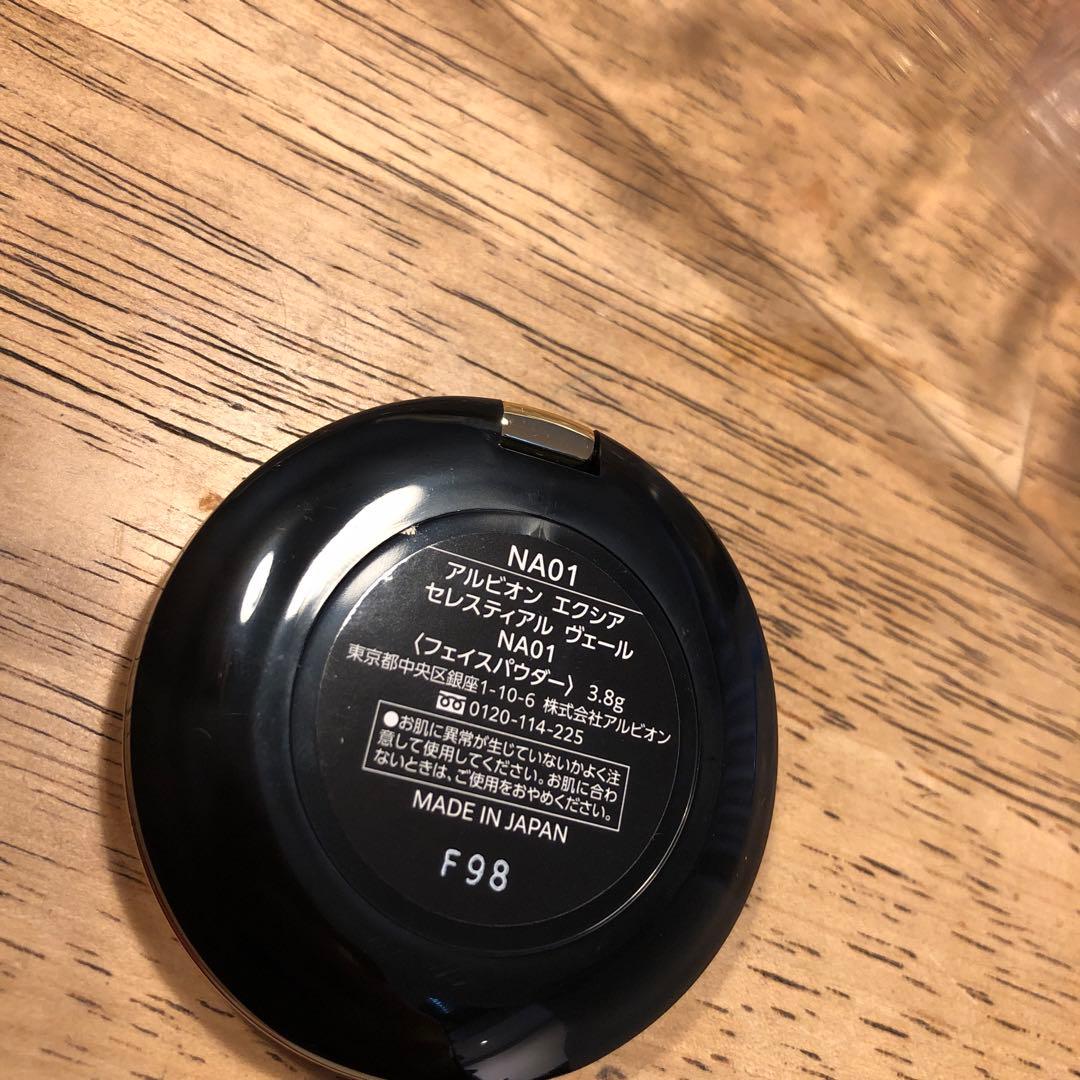 NA01
アルビオン エクシア
セレスティアル ヴェール
NA01
〈フェイスパウダー〉 3.8g
東京都中央区銀座1-10-6 株式会社アルビオン
0120-114-225
●お肌に異常が生じていないかよく注
意して使用してください。お肌に合わ
ないときは、ご使用をおやめください。
MADE IN JAPAN
F98